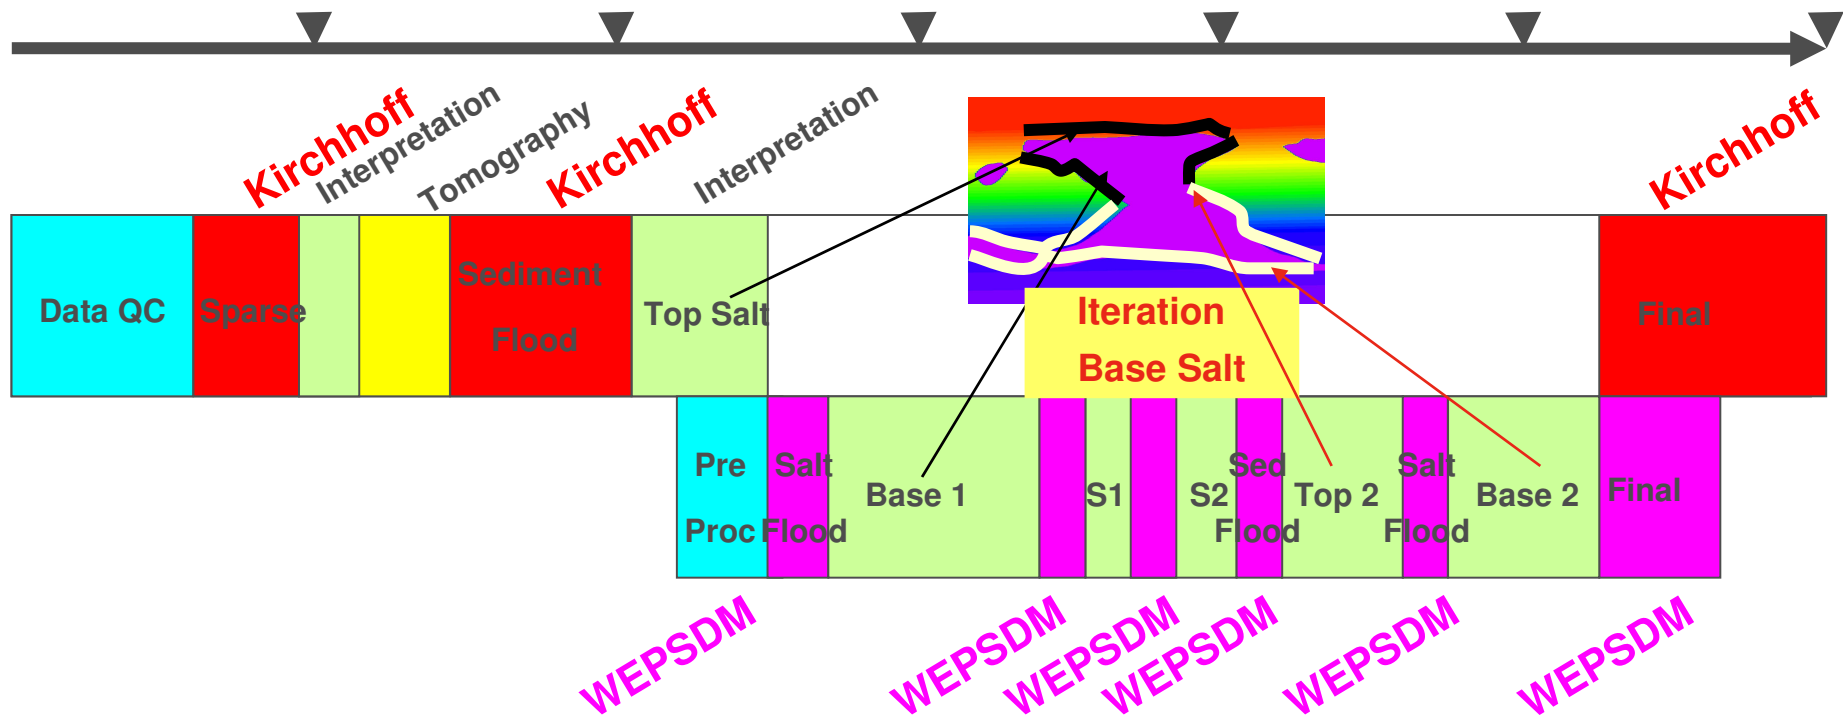 Kirchhoff
Interpretation
Tomography
Kirchhoff
Interpretation
Kirchhoff
Data QC
Sparse
Sediment
Flood
Top Salt
Iteration
Base Salt
Final
Pre
Proc
Salt
Flood
Base 1
S1
S2
Sed
Flood
Top 2
Salt
Flood
Base 2
Final
WEPSDM
WEPSDM
WEPSDM
WEPSDM
WEPSDM
WEPSDM